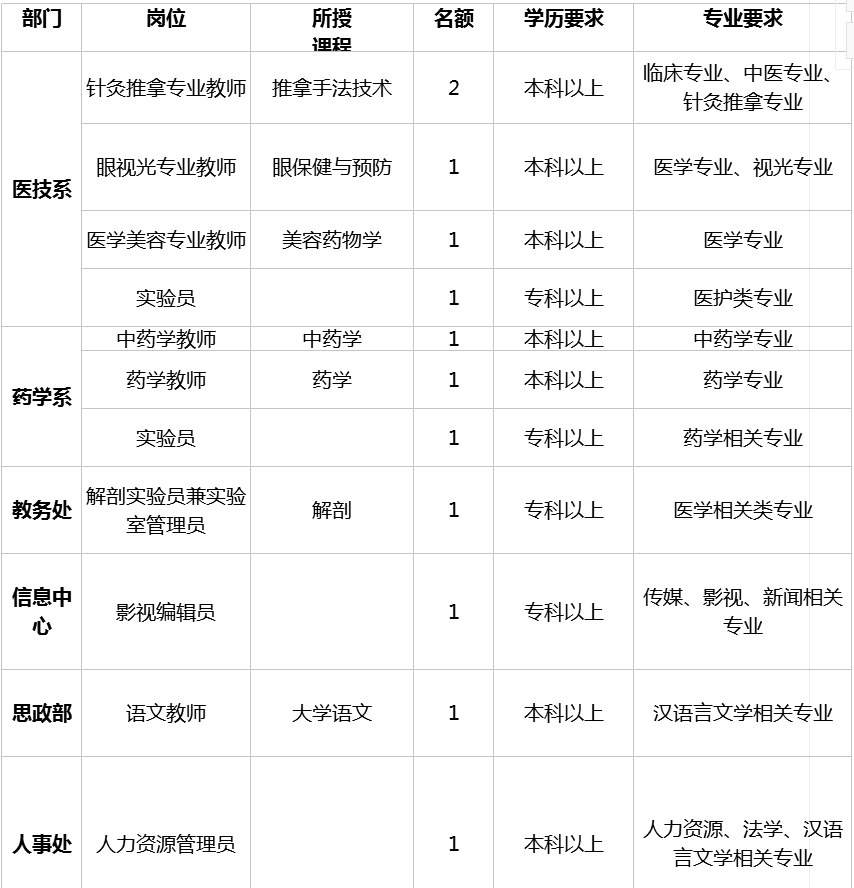 部门 岗位 所授 名额 学历要求 专业要求
课程
医技系
针灸推拿专业教师 推拿手法技术 2 本科以上 临床专业、中医专业、
针灸推拿专业
眼视光专业教师 眼保健与预防 1 本科以上 医学专业、视光专业
医学美容专业教师 美容药物学 1 本科以上 医学专业
实验员 1 专科以上 医护类专业
药学系
中药学教师 中药学 1 本科以上 中药学专业
药学教师 药学 1 本科以上 药学专业
实验员 1 专科以上 药学相关专业
教务处 解剖实验员兼实验 解剖 1 专科以上 医学相关类专业
室管理员
信息中 影视编辑员 1 专科以上 传媒、影视、新闻相关
心 专业
思政部 语文教师 大学语文 1 本科以上 汉语言文学相关专业
人事处 人力资源管理员 1 本科以上 人力资源、法学、汉语
言文学相关专业